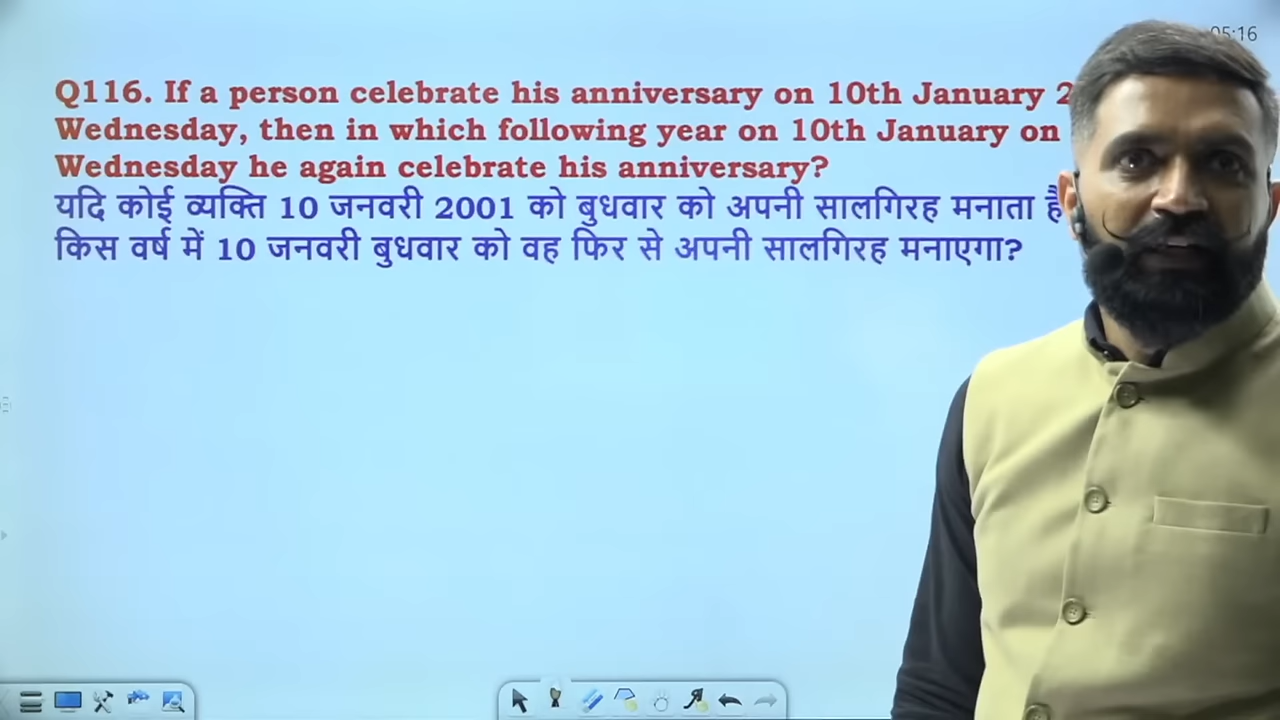 05:16
Q116. If a person celebrate his anniversary on 10th January 2
Wednesday, then in which following year on 10th January on
Wednesday he again celebrate his anniversary?
यदि कोई व्यक्ति 10 जनवरी 2001 को बुधवार को अपनी सालगिरह मनाता है
किस वर्ष में 10 जनवरी बुधवार को वह फिर से अपनी सालगिरह मनाएगा?